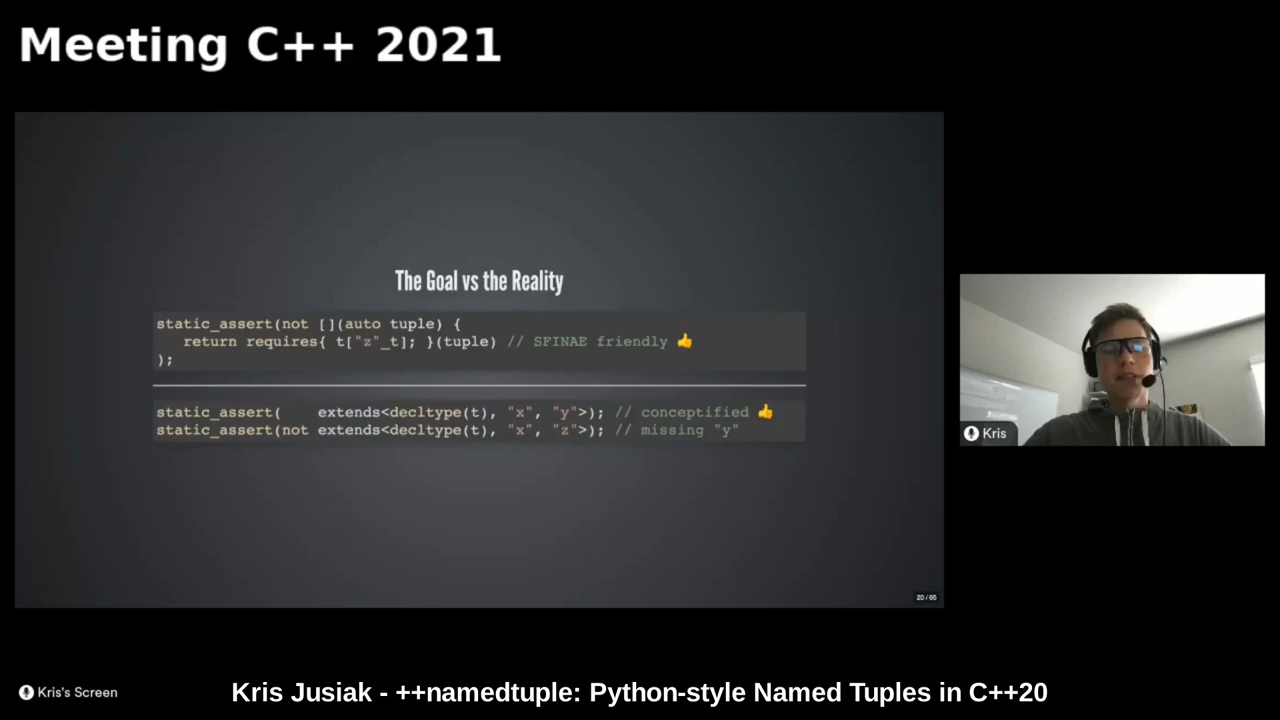 Meeting C++ 2021
The Goal vs the Reality
static_assert(not [](auto tuple) {
   return requires{ t["z"_t]; }(tuple) // SFINAE friendly 👍
);
static_assert(    extends<decltype(t), "x", "y">); // conceptified 👍
static_assert(not extends<decltype(t), "x", "z">); // missing "y"
20 / 66
Kris
Kris's Screen
Kris Jusiak - ++namedtuple: Python-style Named Tuples in C++20